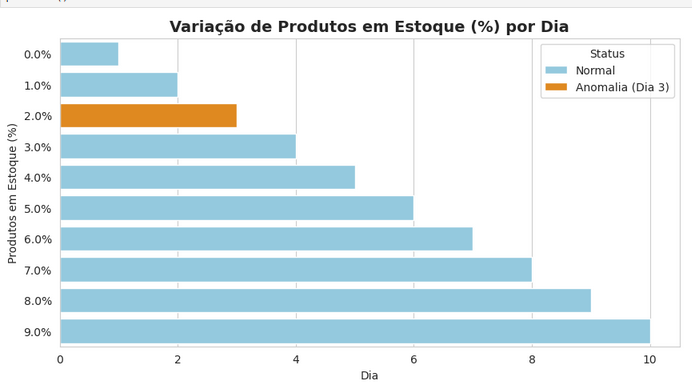 Variação de Produtos em Estoque (%) por Dia
Status
Normal
Anomalia (Dia 3)
Produtos em Estoque (%)
0.0%
1.0%
2.0%
3.0%
4.0%
5.0%
6.0%
7.0%
8.0%
9.0%
0 2 4 6 8 10
Dia